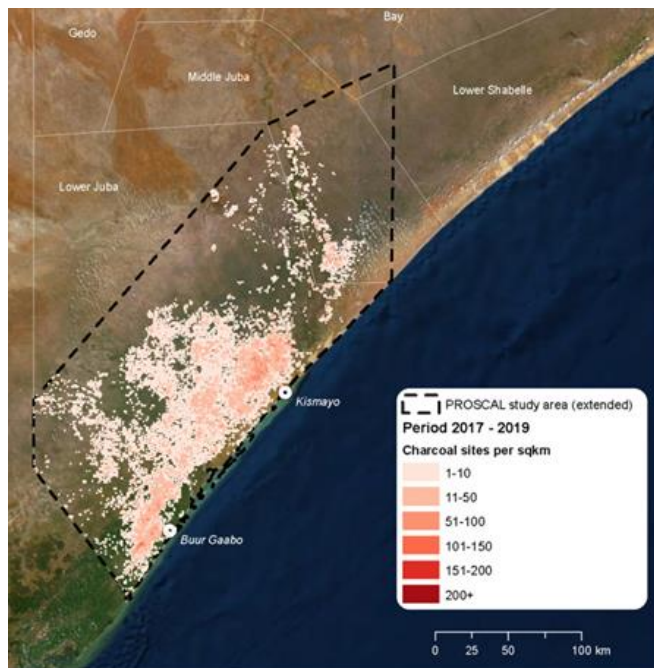 Bay
Gedo
Middle Juba
Lower Shabelle
Lower Juba
Kismayo
Buur Gaabo
PROSCAL study area (extended)
Period 2017 - 2019
Charcoal sites per sqkm
1-10
11-50
51-100
101-150
151-200
200+
0 25 50 100 km